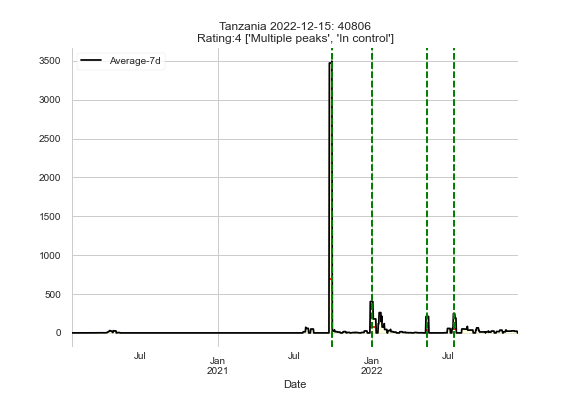 Tanzania 2022-12-15: 40806
Rating:4 ['Multiple peaks', 'In control']
Average-7d
3500
3000
2500
2000
1500
1000
500
0
Jul
Jan
2021
Jul
Jan
2022
Jul
Date